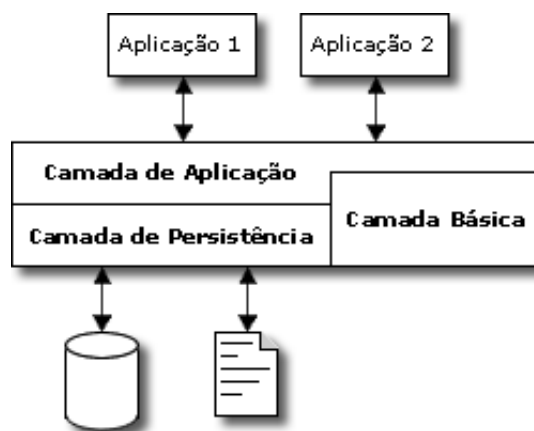 Aplicação 1
Aplicação 2
Camada de Aplicação
Camada de Persistência
Camada Básica